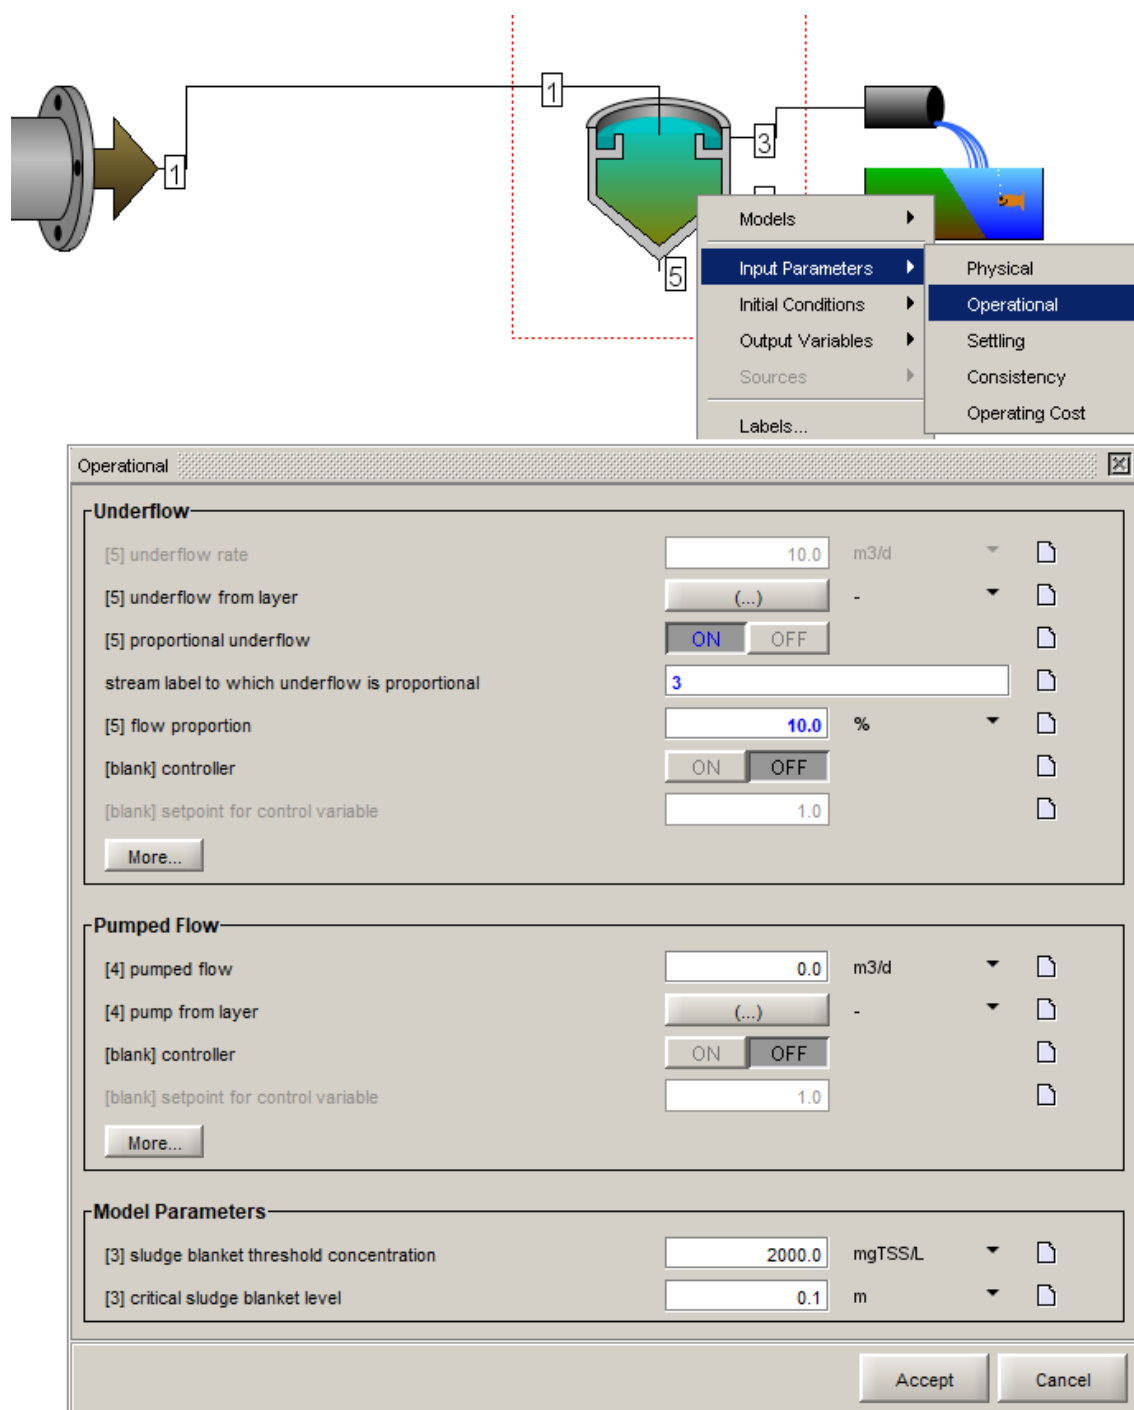 1
1
3
5
Models
Input Parameters
Initial Conditions
Output Variables
Sources
Labels...
Physical
Operational
Settling
Consistency
Operating Cost
Operational
Underflow
[5] underflow rate 10.0 m3/d
[5] underflow from layer (...) -
[5] proportional underflow ON OFF
stream label to which underflow is proportional 3
[5] flow proportion 10.0 %
[blank] controller ON OFF
[blank] setpoint for control variable 1.0
More...
Pumped Flow
[4] pumped flow 0.0 m3/d
[4] pump from layer (...) -
[blank] controller ON OFF
[blank] setpoint for control variable 1.0
More...
Model Parameters
[3] sludge blanket threshold concentration 2000.0 mgTSS/L
[3] critical sludge blanket level 0.1 m
Accept Cancel